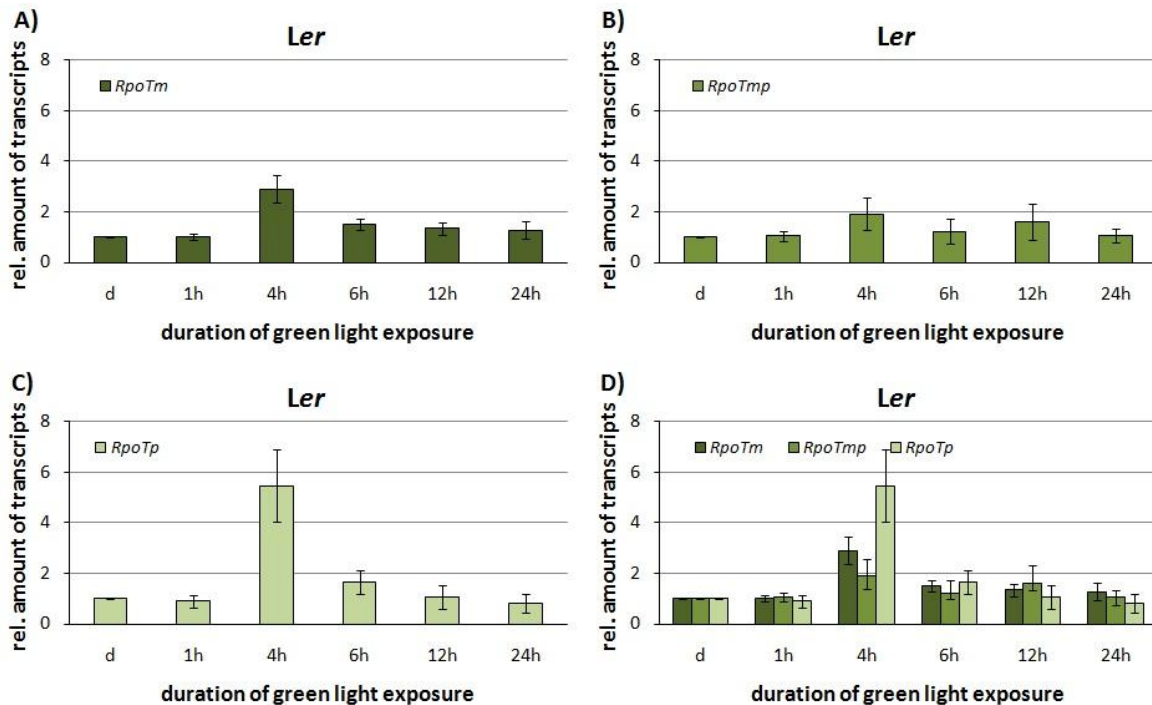 A)
Ler
rel. amount of transcripts
8
6
4
2
0
RpoTm
d 1h 4h 6h 12h 24h
duration of green light exposure
B)
Ler
rel. amount of transcripts
8
6
4
2
0
RpoTmp
d 1h 4h 6h 12h 24h
duration of green light exposure
C)
Ler
rel. amount of transcripts
8
6
4
2
0
RpoTp
d 1h 4h 6h 12h 24h
duration of green light exposure
D)
Ler
rel. amount of transcripts
8
6
4
2
0
RpoTm RpoTmp RpoTp
d 1h 4h 6h 12h 24h
duration of green light exposure